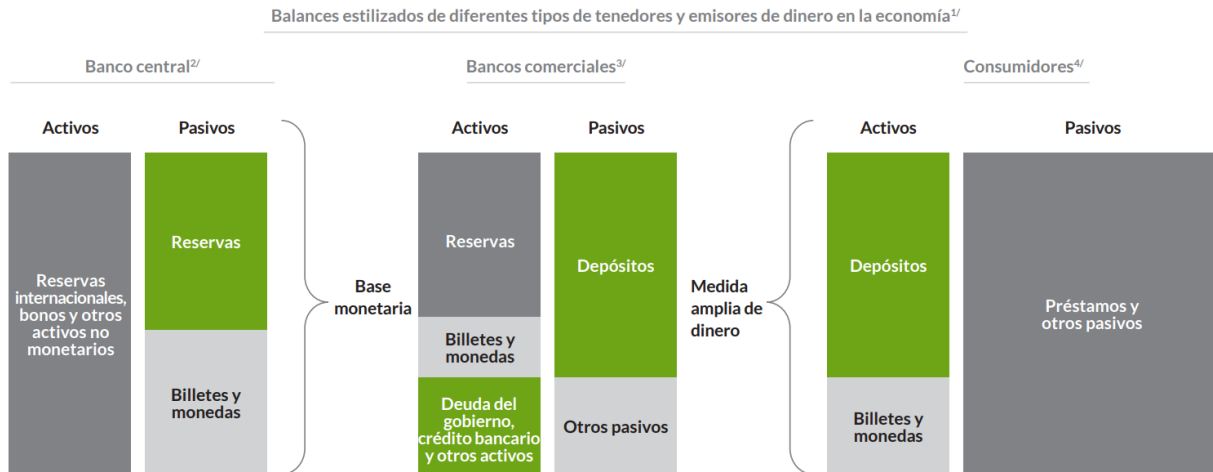 Balances estilizados de diferentes tipos de tenedores y emisores de dinero en la economía1/
Banco central2/
Bancos comerciales3/
Consumidores4/
Activos
Pasivos
Activos
Pasivos
Activos
Pasivos
Reservas
internacionales,
bonos y otros
activos no
monetarios
Reservas
Billetes y
monedas
Base
monetaria
Reservas
Billetes y
monedas
Deuda del
gobierno,
crédito bancario
y otros activos
Depósitos
Otros pasivos
Medida
amplia de
dinero
Depósitos
Billetes y
monedas
Préstamos y
otros pasivos